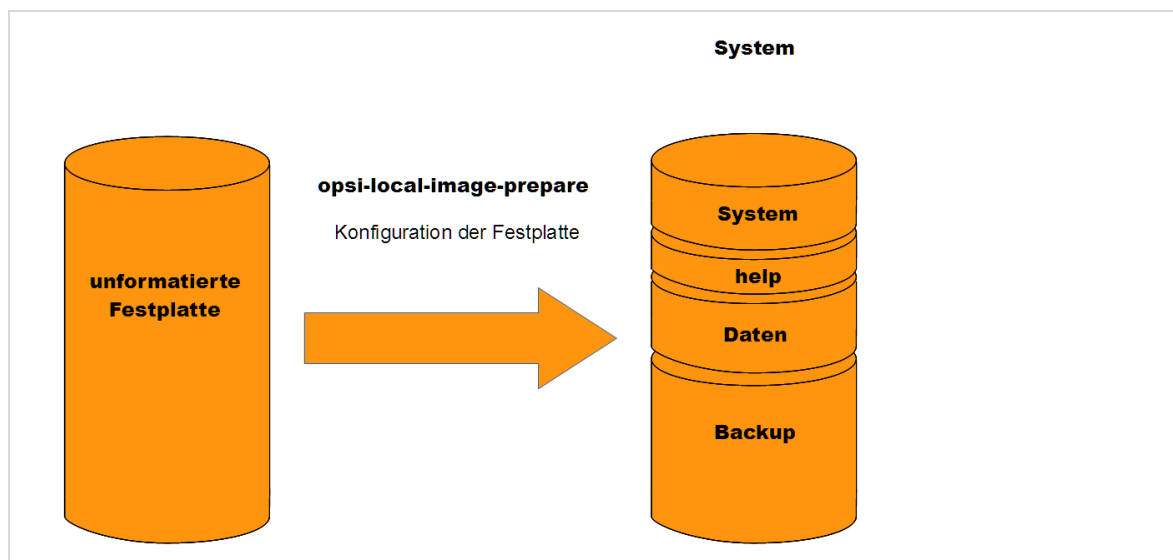 System
opsi-local-image-prepare
Konfiguration der Festplatte
unformatierte
Festplatte
System
help
Daten
Backup